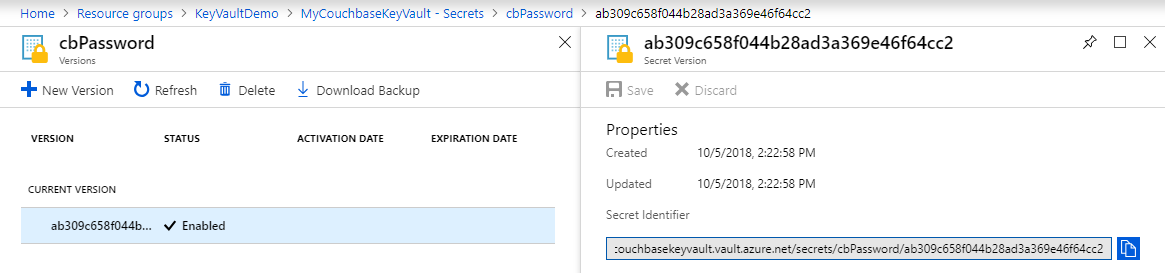 Home > Resource groups > KeyVaultDemo > MyCouchbaseKeyVault - Secrets > cbPassword > ab309c658f044b28ad3a369e46f64cc2
cbPassword
Versions
New Version Refresh Delete Download Backup
VERSION STATUS ACTIVATION DATE EXPIRATION DATE
CURRENT VERSION
ab309c658f044b... Enabled
ab309c658f044b28ad3a369e46f64cc2
Secret Version
Save Discard
Properties
Created 10/5/2018, 2:22:58 PM
Updated 10/5/2018, 2:22:58 PM
Secret Identifier
couchbasekeyvault.vault.azure.net/secrets/cbPassword/ab309c658f044b28ad3a369e46f64cc2